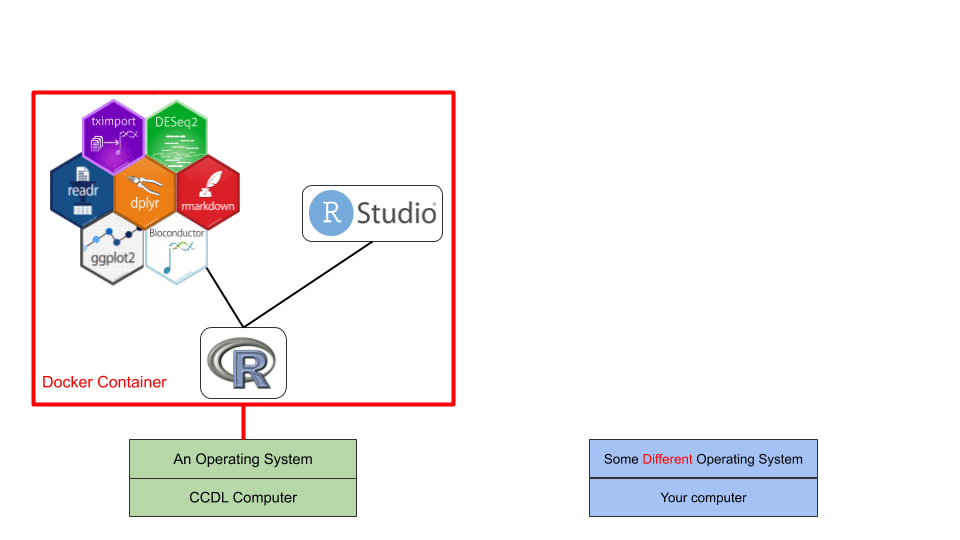 tximport
DESeq2
readr
dplyr
rmarkdown
ggplot2
Bioconductor
R Studio®
R
Docker Container
An Operating System
CCDL Computer
Some Different Operating System
Your computer